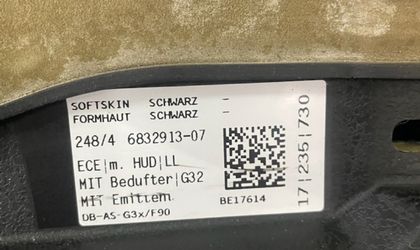 SOFTSKIN SCHWARZ -
FORMHAUT SCHWARZ -
248/4 6832913-07
ECE|m. HUD|LL
MIT Bedufter|G32
MIT Emittem
DB-AS-G3x/F90
BE17614
17|235|730